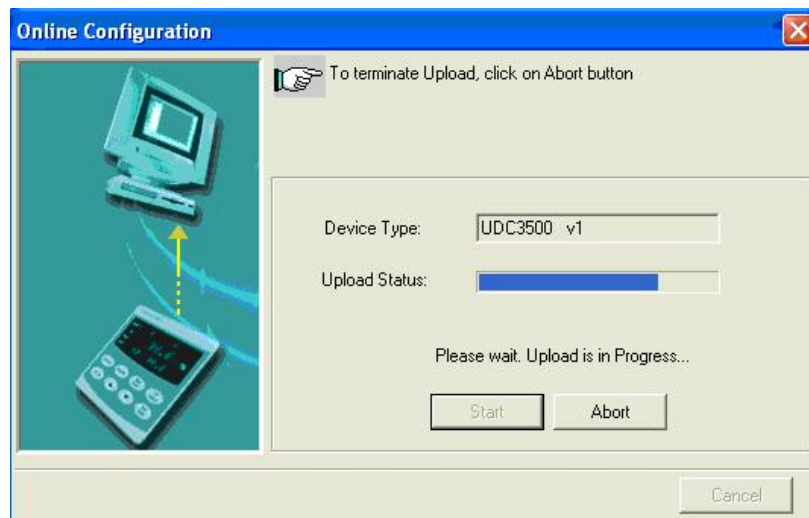 Online Configuration
To terminate Upload, click on Abort button
Device Type: UDC3500 v1
Upload Status:
Please wait. Upload is in Progress...
Start Abort
Cancel